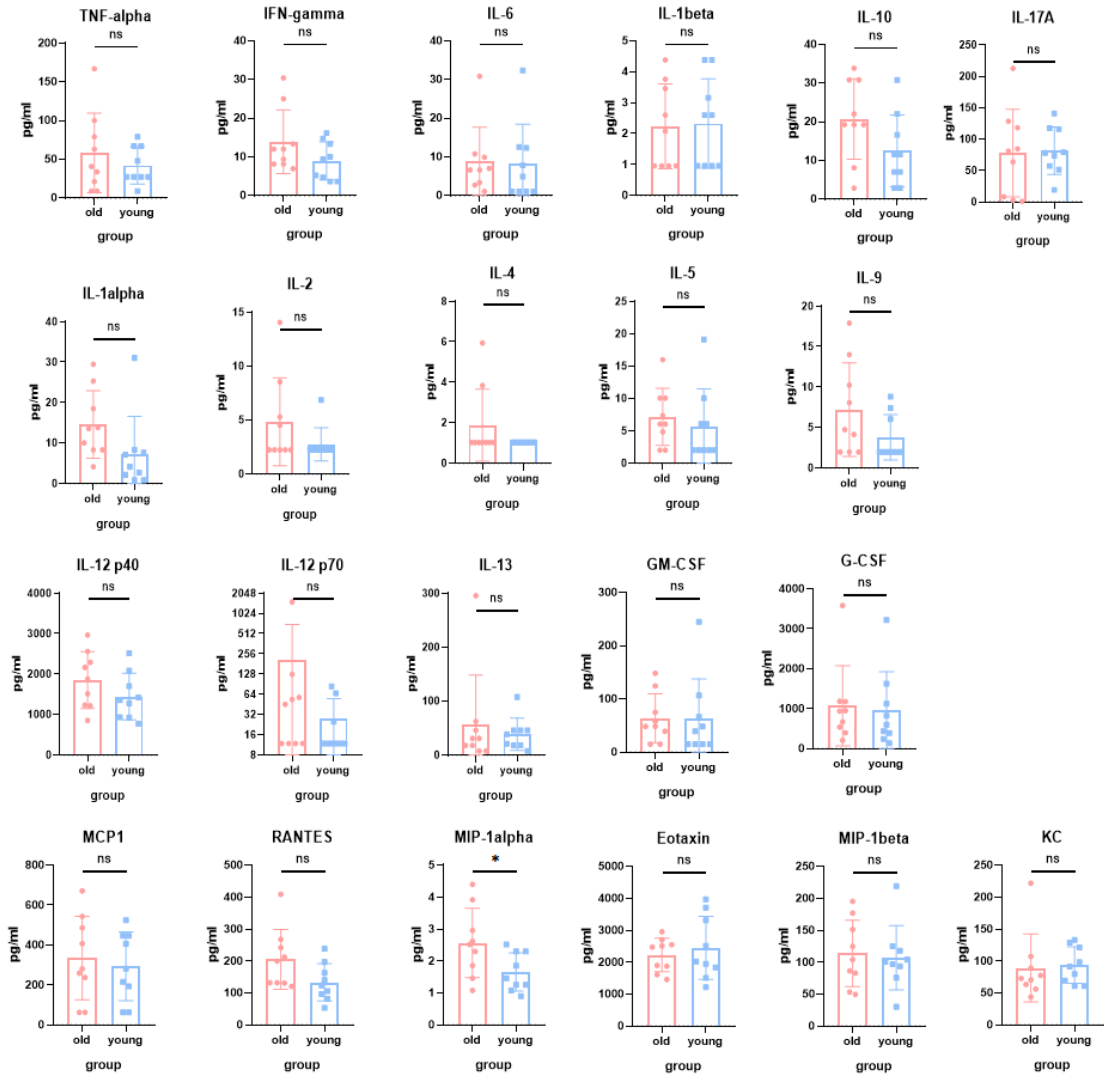 TNF-alpha
ns
pg/ml
200
150
100
50
0
old young
group
IFN-gamma
ns
pg/ml
40
30
20
10
0
old young
group
IL-6
ns
pg/ml
40
30
20
10
0
old young
group
IL-1beta
ns
pg/ml
5
4
3
2
1
0
old young
group
IL-10
ns
pg/ml
40
30
20
10
0
old young
group
IL-17A
ns
pg/ml
250
200
150
100
50
0
old young
group
IL-1alpha
ns
pg/ml
40
30
20
10
0
old young
group
IL-2
ns
pg/ml
15
10
5
0
old young
group
IL-4
ns
pg/ml
8
6
4
2
0
old young
group
IL-5
ns
pg/ml
25
20
15
10
5
0
old young
group
IL-9
ns
pg/ml
20
15
10
5
0
old young
group
IL-12 p40
ns
pg/ml
4000
3000
2000
1000
0
old young
group
IL-12 p70
ns
pg/ml
2048
1024
512
256
128
64
32
16
8
old young
group
IL-13
ns
pg/ml
300
200
100
0
old young
group
GM-CSF
ns
pg/ml
300
200
100
0
old young
group
G-CSF
ns
pg/ml
4000
3000
2000
1000
0
old young
group
MCP1
ns
pg/ml
800
600
400
200
0
old young
group
RANTES
ns
pg/ml
500
400
300
200
100
0
old young
group
MIP-1alpha
*
pg/ml
5
4
3
2
1
0
old young
group
Eotaxin
ns
pg/ml
5000
4000
3000
2000
1000
0
old young
group
MIP-1beta
ns
pg/ml
250
200
150
100
50
0
old young
group
KC
ns
pg/ml
250
200
150
100
50
0
old young
group